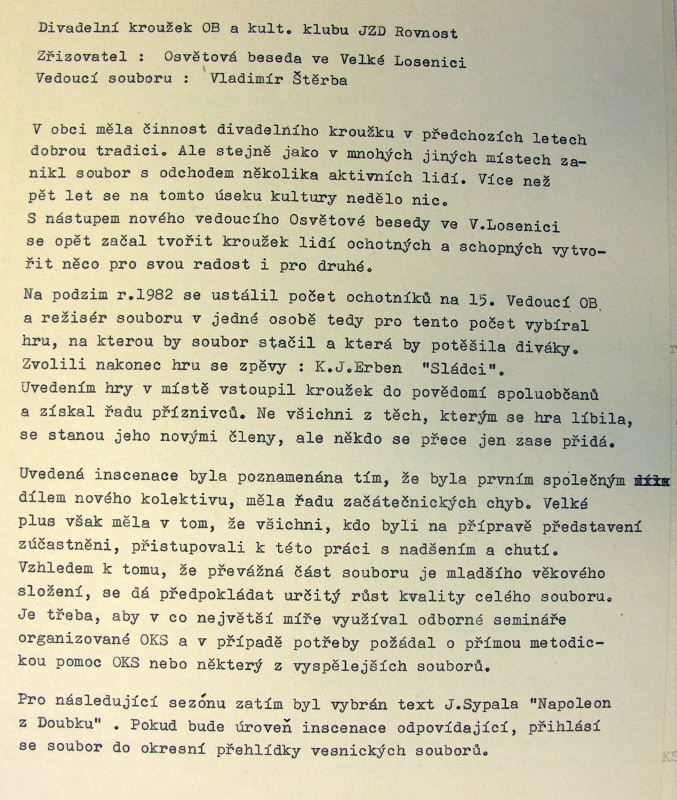 Divadelní kroužek OB a kult. klubu JZD Rovnost
Zřizovatel : Osvětová beseda ve Velké Losenici
Vedoucí souboru : Vladimír Štěrba
V obci měla činnost divadelního kroužku v předchozích letech
dobrou tradici. Ale stejně jako v mnohých jiných místech za-
nikl soubor s odchodem několika aktivních lidí. Více než
pět let se na tomto úseku kultury nedělo nic.
S nástupem nového vedoucího Osvětové besedy ve V.Losenici
se opět začal tvořit kroužek lidí ochotných a schopných vytvo-
řit něco pro svou radost i pro druhé.
Na podzim r.1982 se ustálil počet ochotníků na 15. Vedoucí OB
a režisér souboru v jedné osobě tedy pro tento počet vybíral
hru, na kterou by soubor stačil a která by potěšila diváky.
Zvolili nakonec hru se zpěvy : K.J.Erben "Sládci".
Uvedením hry v místě vstoupil kroužek do povědomí spoluobčanů
a získal řadu příznivců. Ne všichni z těch, kterým se hra líbila,
se stanou jeho novými členy, ale někdo se přece jen zase přidá.
Uvedená inscenace byla poznamenána tím, že byla prvním společným
dílem nového kolektivu, měla řadu začátečnických chyb. Velké
plus však měla v tom, že všichni, kdo byli na přípravě představení
zúčastněni, přistupovali k této práci s nadšením a chutí.
Vzhledem k tomu, že převážná část souboru je mladšího věkového
složení, se dá předpokládat určitý růst kvality celého souboru.
Je třeba, aby v co největší míře využíval odborné semináře
organizované OKS a v případě potřeby požádal o přímou metodic-
kou pomoc OKS nebo některý z vyspělejších souborů.
Pro následující sezónu zatím byl vybrán text J.Sypala "Napoleon
z Doubku" . Pokud bude úroveň inscenace odpovídající, přihlásí
se soubor do okresní přehlídky vesnických souborů.
KS